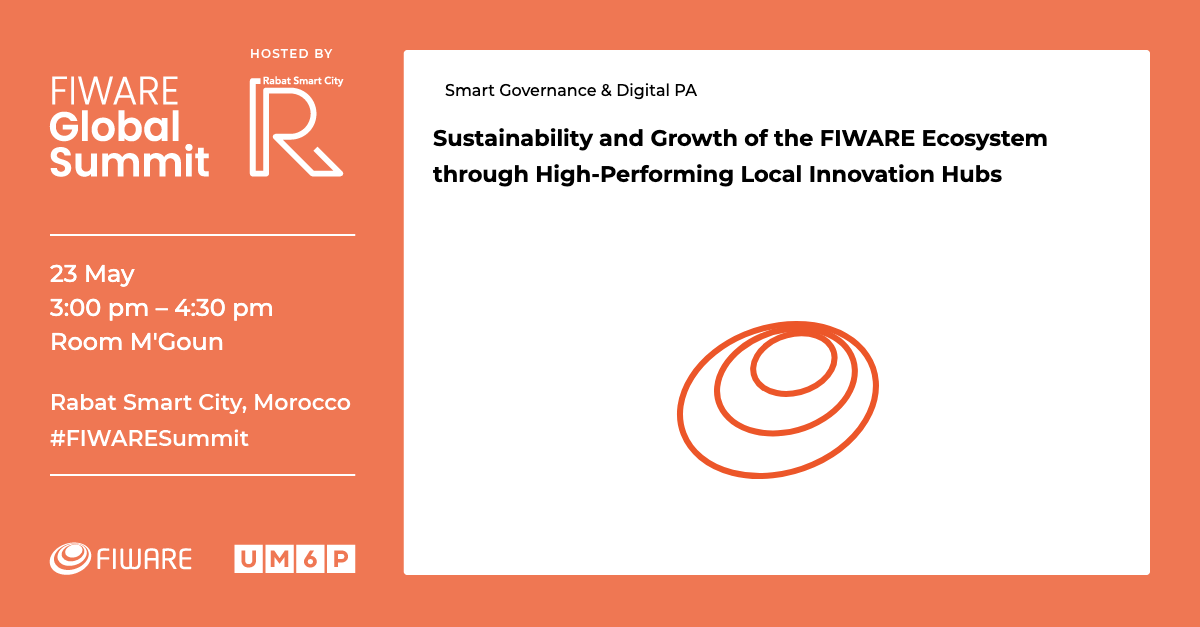 FIWARE
Global
Summit
HOSTED BY
Rabat Smart City
R
23 May
3:00 pm – 4:30 pm
Room M'Goun
Rabat Smart City, Morocco
#FIWARESummit
FIWARE
UM6P
Smart Governance & Digital PA
Sustainability and Growth of the FIWARE Ecosystem
through High-Performing Local Innovation Hubs